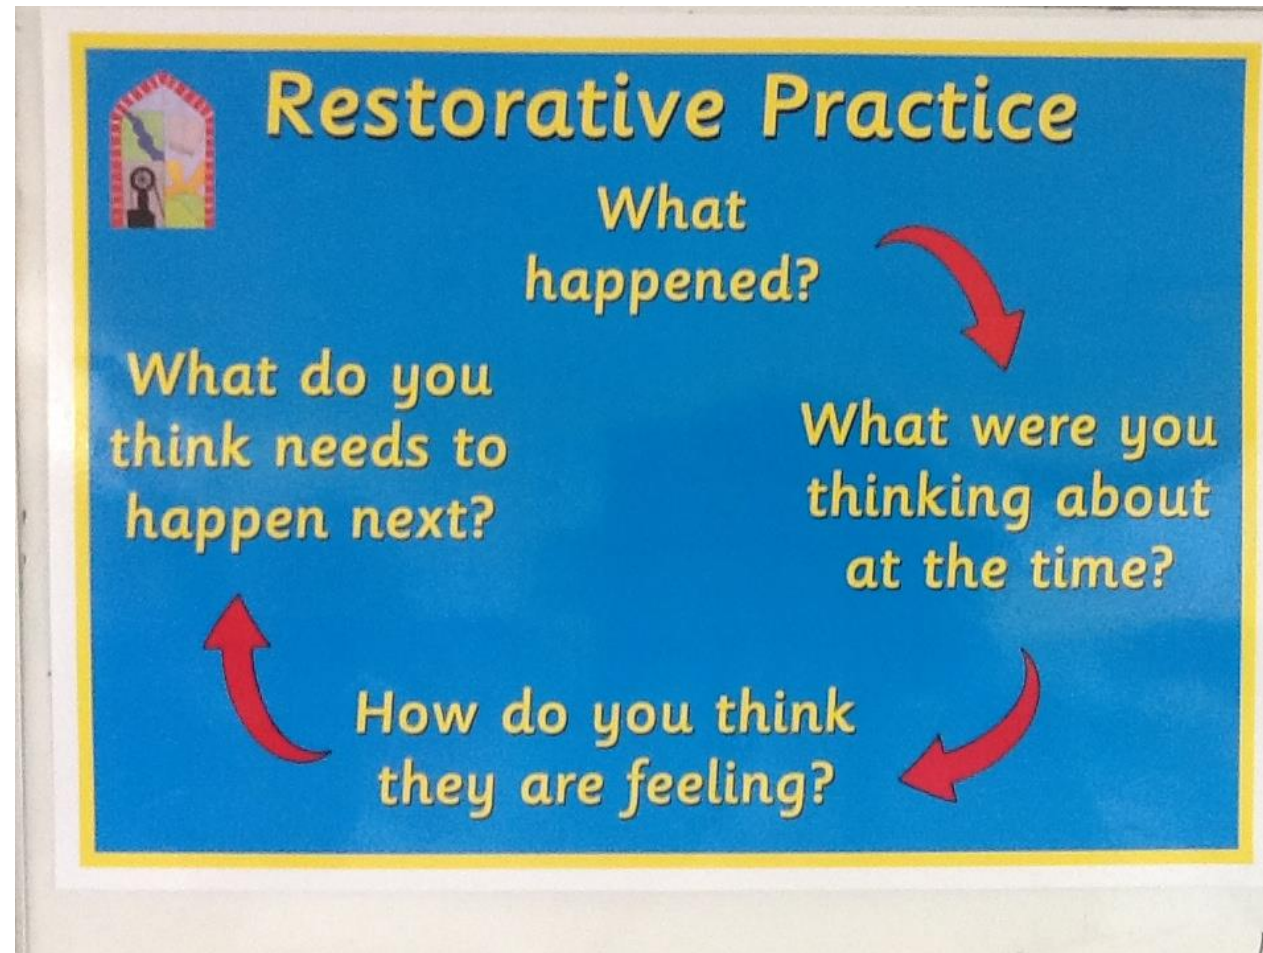 Restorative Practice
What
happened?
What were you
thinking about
at the time?
How do you think
they are feeling?
What do you
think needs to
happen next?